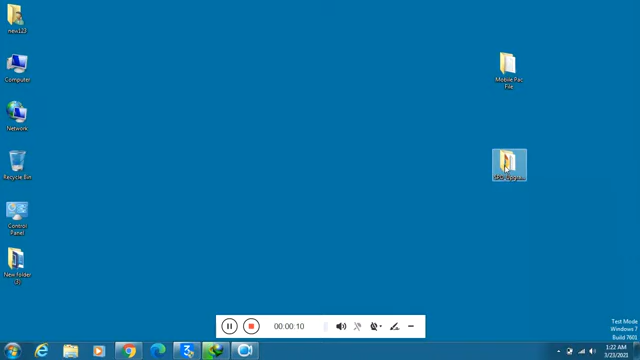 new123
Computer
Network
Recycle Bin
Control
Panel
New folder
(3)
Mobile Pac
File
00:00:10
Test Mode
Windows 7
Build 7601
1:22 AM
3/23/2021